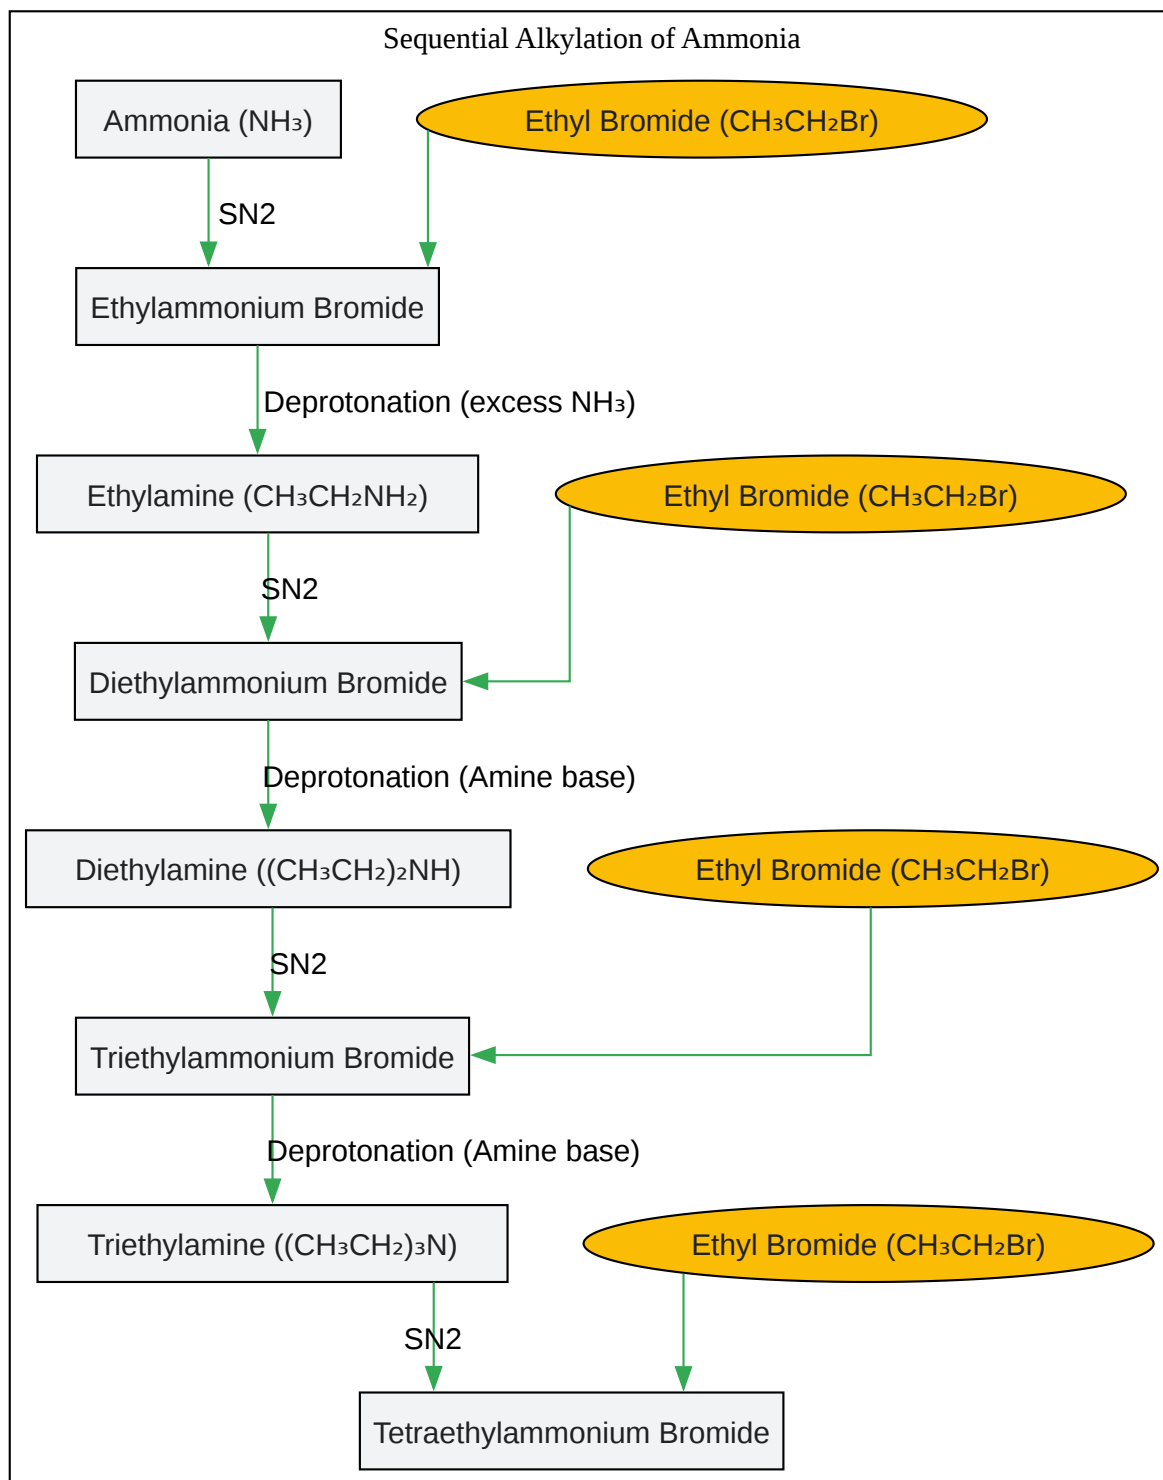 Sequential Alkylation of Ammonia
Ammonia (NH₃)
Ethyl Bromide (CH₃CH₂Br)
SN2
Ethylammonium Bromide
Deprotonation (excess NH₃)
Ethylamine (CH₃CH₂NH₂)
Ethyl Bromide (CH₃CH₂Br)
SN2
Diethylammonium Bromide
Deprotonation (Amine base)
Diethylamine ((CH₃CH₂)₂NH)
Ethyl Bromide (CH₃CH₂Br)
SN2
Triethylammonium Bromide
Deprotonation (Amine base)
Triethylamine ((CH₃CH₂)₃N)
Ethyl Bromide (CH₃CH₂Br)
SN2
Tetraethylammonium Bromide